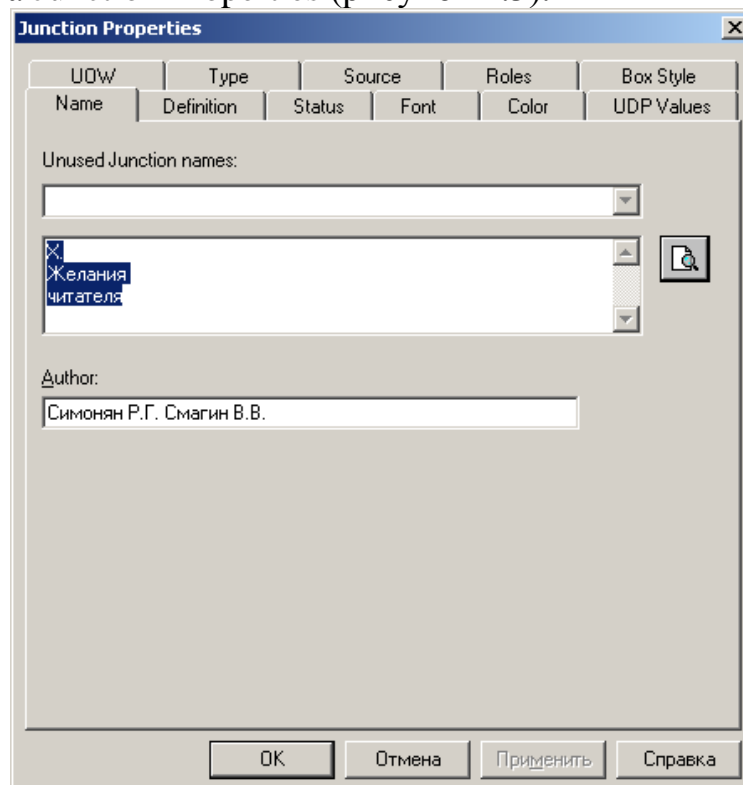 Junction Properties
UOW Type Source Roles Box Style
Name Definition Status Font Color UDP Values
Unused Junction names:
X.
Желания
читателя
Author:
Симонян Р.Г. Смагин В.В.
OK Отмена Применить Справка